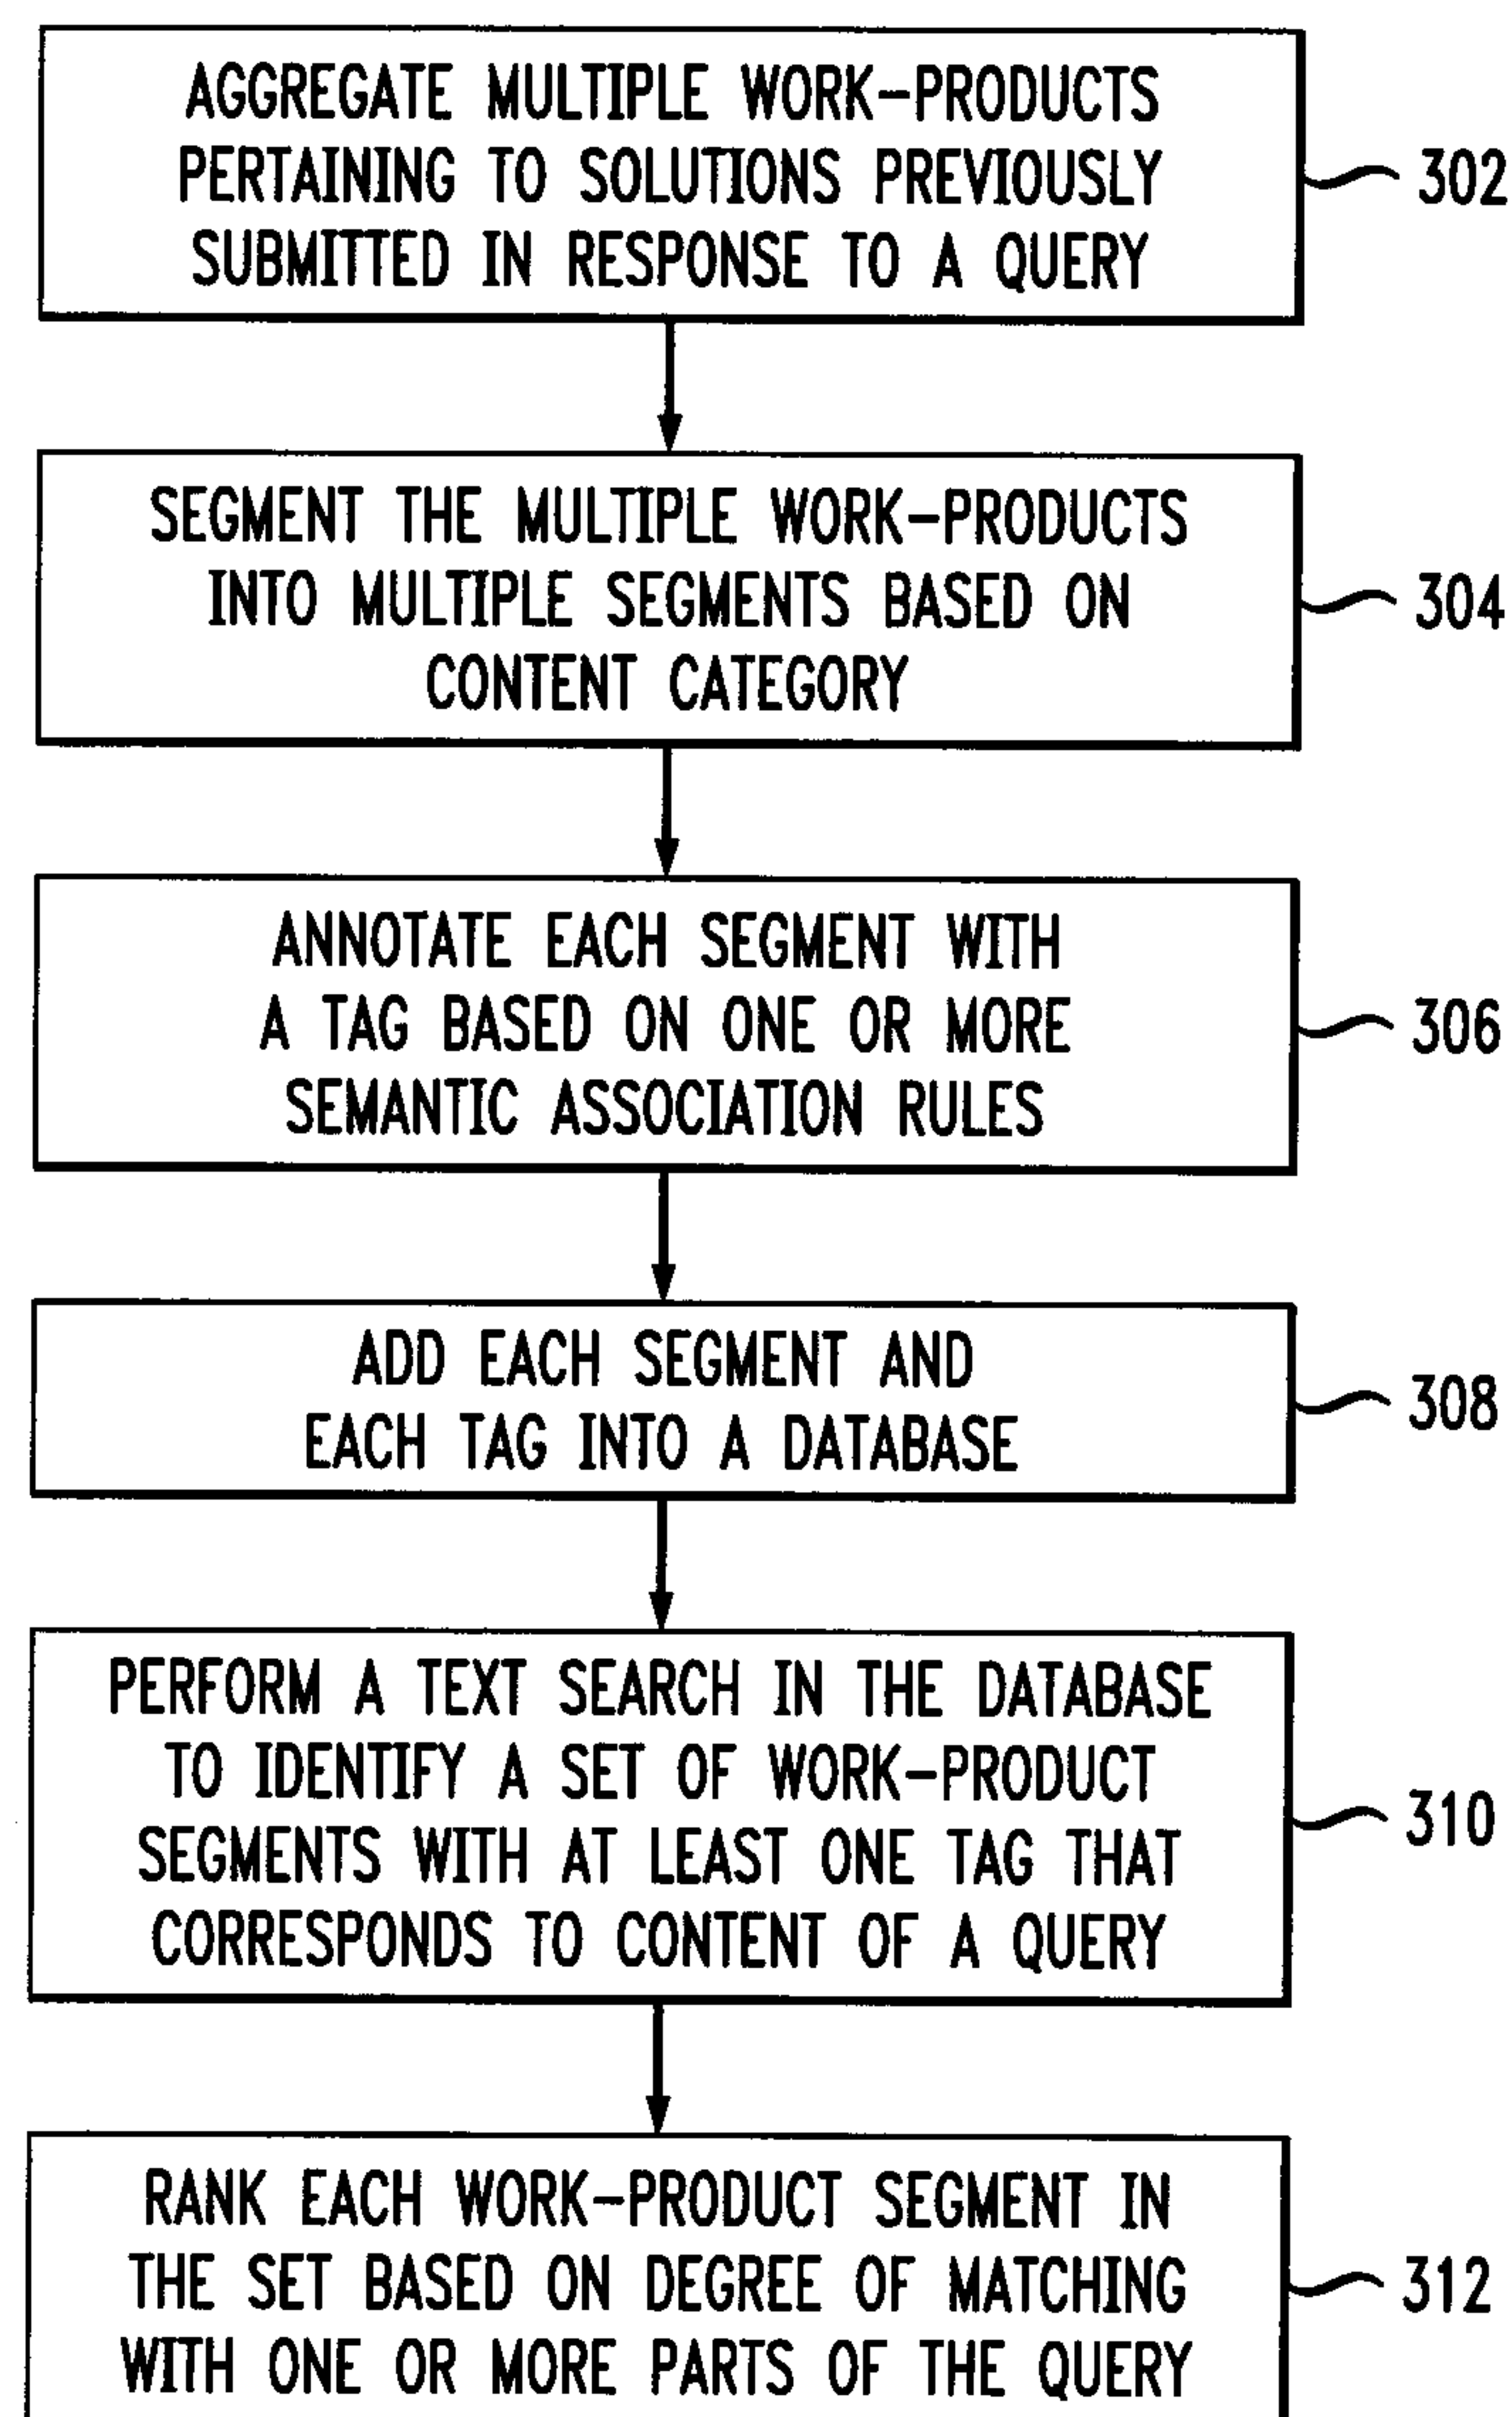 AGGREGATE MULTIPLE WORK-PRODUCTS
PERTAINING TO SOLUTIONS PREVIOUSLY
SUBMITTED IN RESPONSE TO A QUERY
302
SEGMENT THE MULTIPLE WORK-PRODUCTS
INTO MULTIPLE SEGMENTS BASED ON
CONTENT CATEGORY
304
ANNOTATE EACH SEGMENT WITH
A TAG BASED ON ONE OR MORE
SEMANTIC ASSOCIATION RULES
306
ADD EACH SEGMENT AND
EACH TAG INTO A DATABASE
308
PERFORM A TEXT SEARCH IN THE DATABASE
TO IDENTIFY A SET OF WORK-PRODUCT
SEGMENTS WITH AT LEAST ONE TAG THAT
CORRESPONDS TO CONTENT OF A QUERY
310
RANK EACH WORK-PRODUCT SEGMENT IN
THE SET BASED ON DEGREE OF MATCHING
WITH ONE OR MORE PARTS OF THE QUERY
312